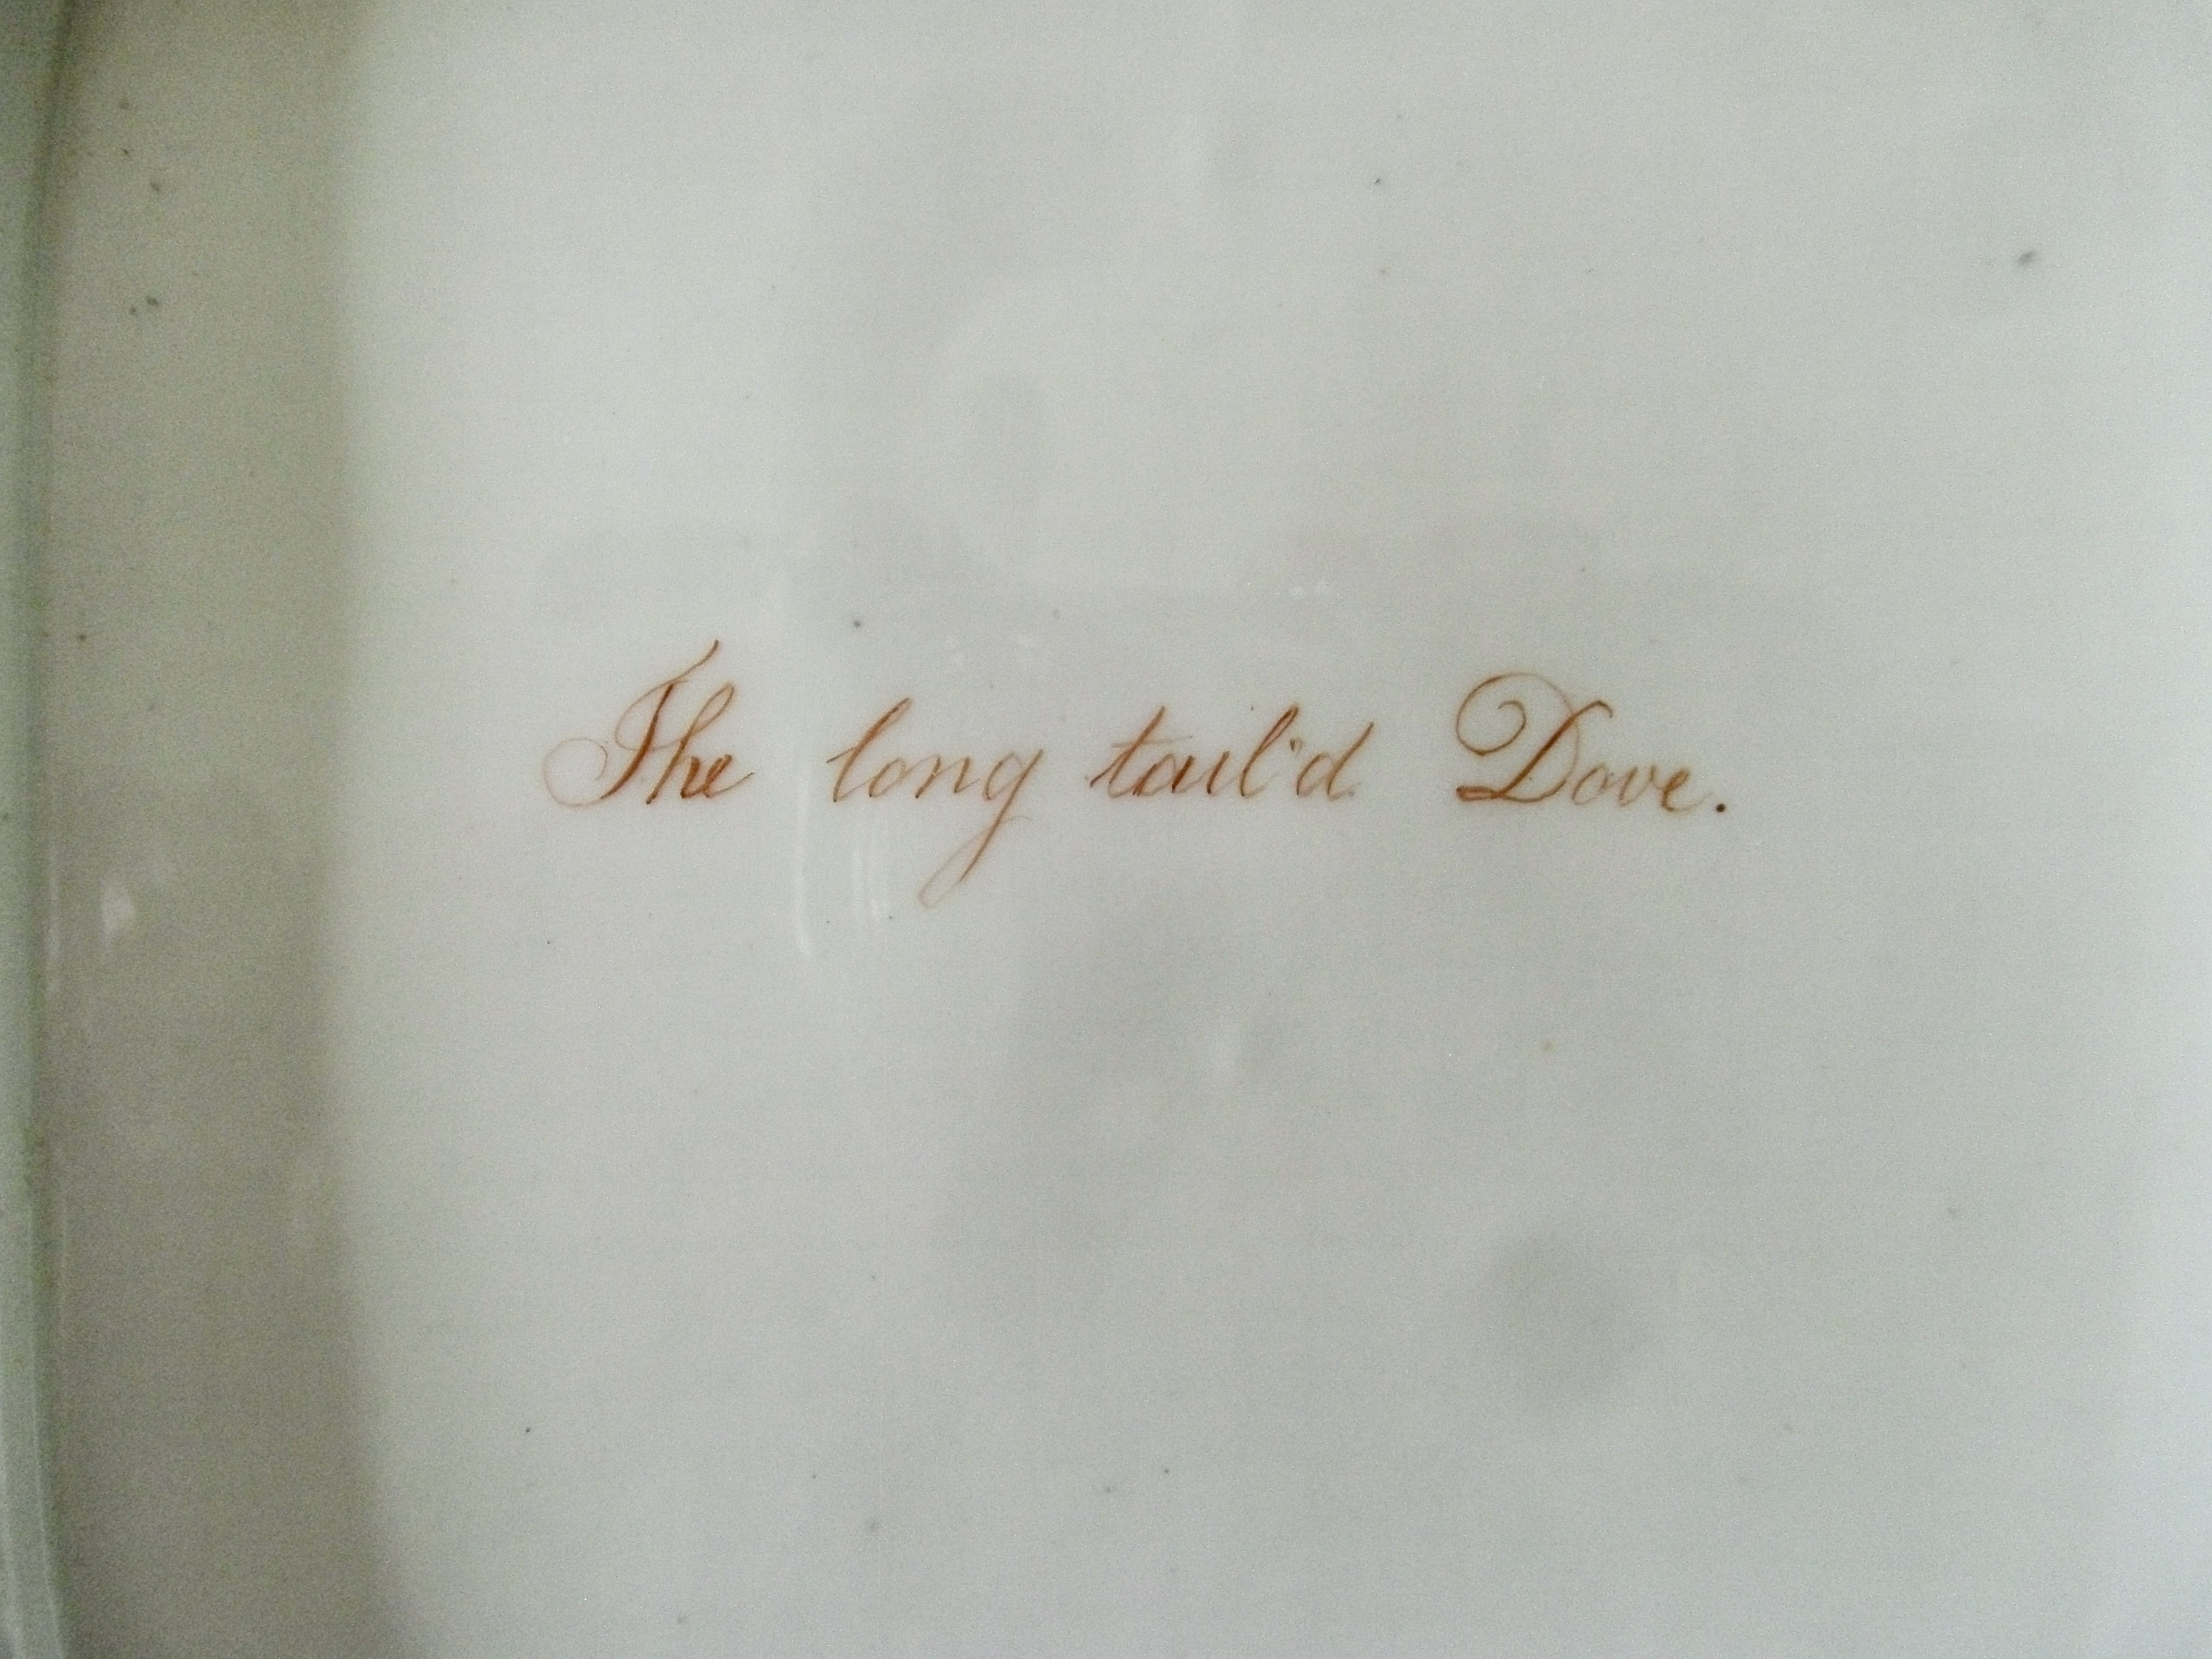 The long tail'd Dove.